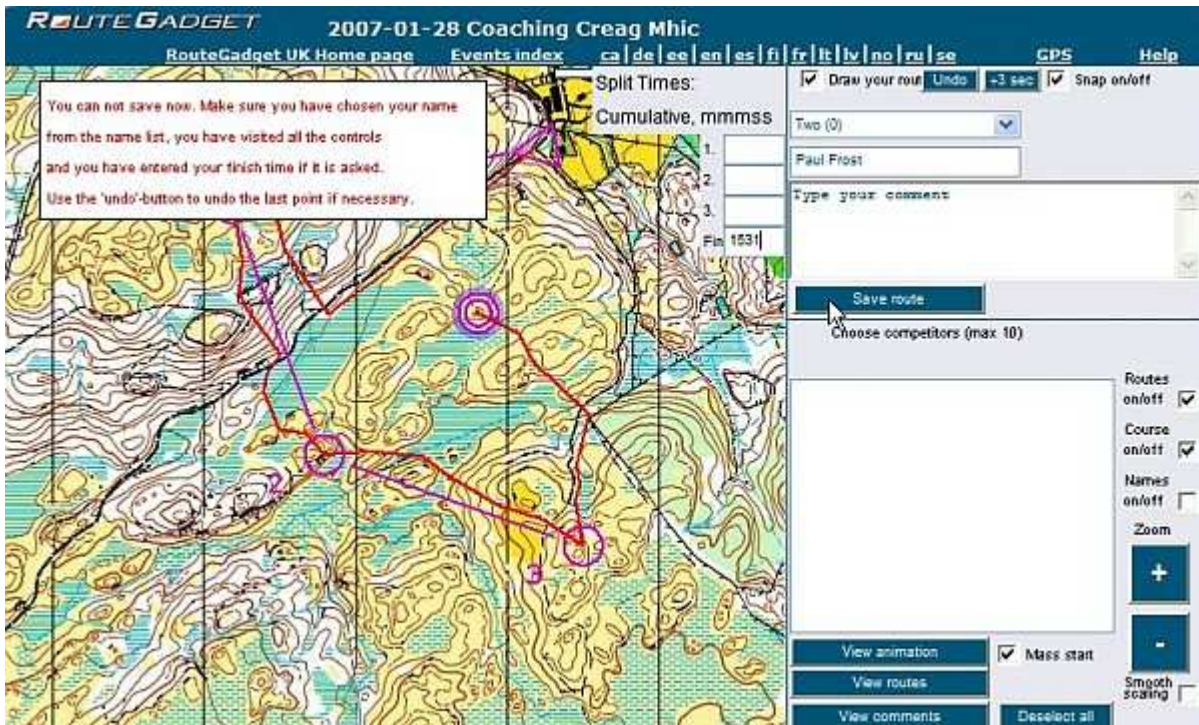 ROUTEGADGET
2007-01-28 Coaching Creag Mhic
RouteGadget UK Home page Events index ca|de|ee|en|es|fi|fr|lt|lv|no|ru|se GPS Help
You can not save now. Make sure you have chosen your name
from the name list, you have visited all the controls
and you have entered your finish time if it is asked.
Use the 'undo'-button to undo the last point if necessary.
Split Times:
Cumulative, mmmss
1.
2.
3.
Fin 1531
2
3
Draw your rout Undo +3 sec Snap on/off
Two (0)
Paul Frost
Type your comment
Save route
Choose competitors (max 10)
Routes
on/off
Course
on/off
Names
on/off
Zoom
+
-
Smooth
scaling
View animation Mass start
View routes
View comments Deselect all